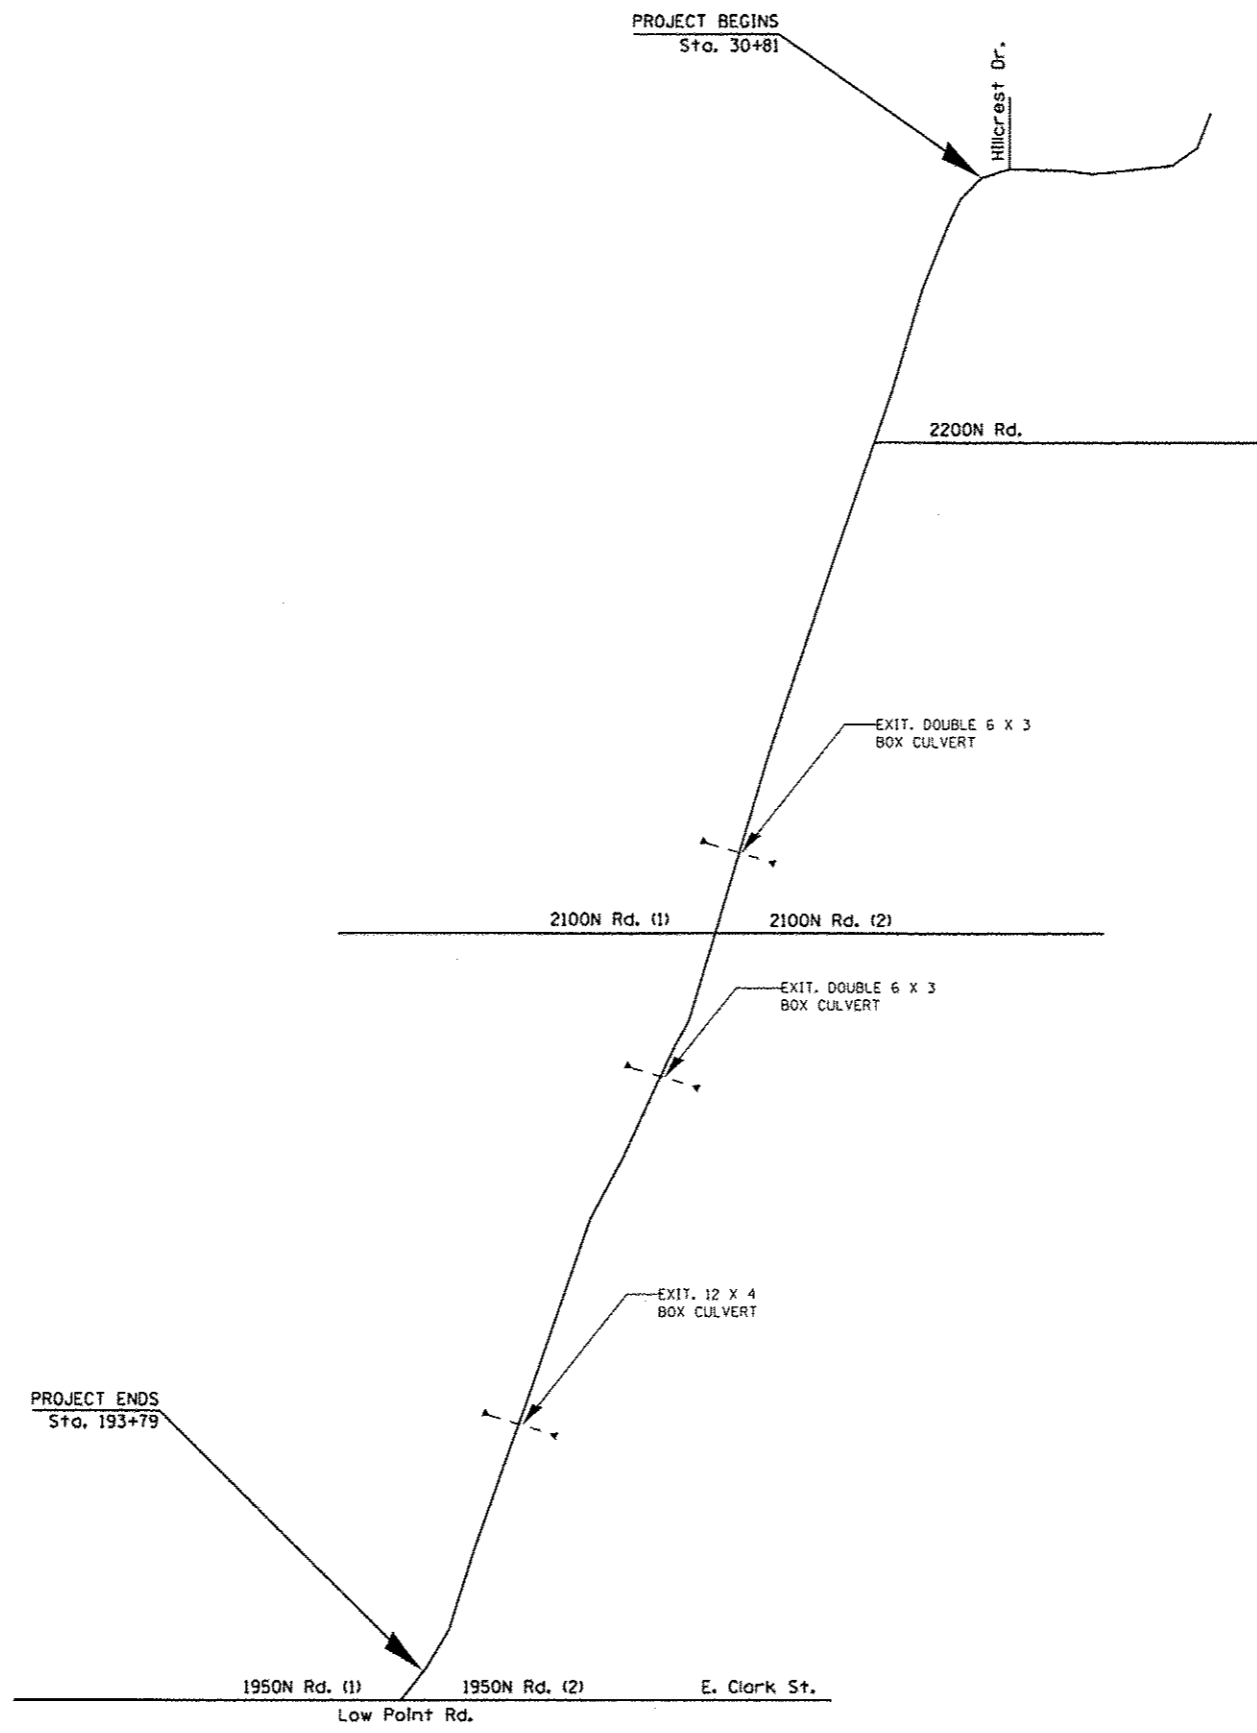 PROJECT BEGINS
Sta. 30+81
Hillcrest Dr.
2200N Rd.
EXIT. DOUBLE 6 X 3
BOX CULVERT
2100N Rd. (1)
2100N Rd. (2)
EXIT. DOUBLE 6 X 3
BOX CULVERT
EXIT. 12 X 4
BOX CULVERT
PROJECT ENDS
Sta. 193+79
1950N Rd. (1)
1950N Rd. (2)
E. Clark St.
Low Point Rd.